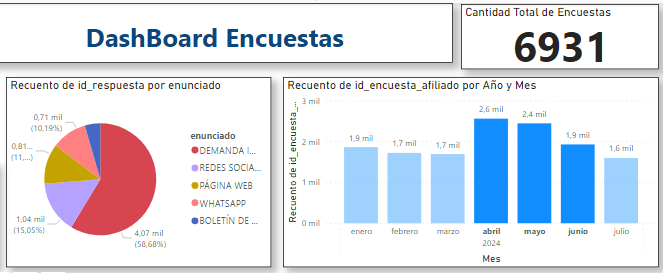 DashBoard Encuestas
Cantidad Total de Encuestas
6931
Recuento de id_respuesta por enunciado
0,71 mil
(10,19%)
0,81...
(11,...)
1,04 mil
(15,05%)
4,07 mil
(58,68%)
enunciado
DEMANDA I...
REDES SOCIA...
PÁGINA WEB
WHATSAPP
BOLETÍN DE ...
Recuento de id_encuesta_afiliado por Año y Mes
Recuento de id_encuesta_...
3 mil
2 mil
1 mil
0 mil
1,9 mil
1,7 mil
1,7 mil
2,6 mil
2,4 mil
1,9 mil
1,6 mil
enero
febrero
marzo
abril
mayo
junio
julio
2024
Mes